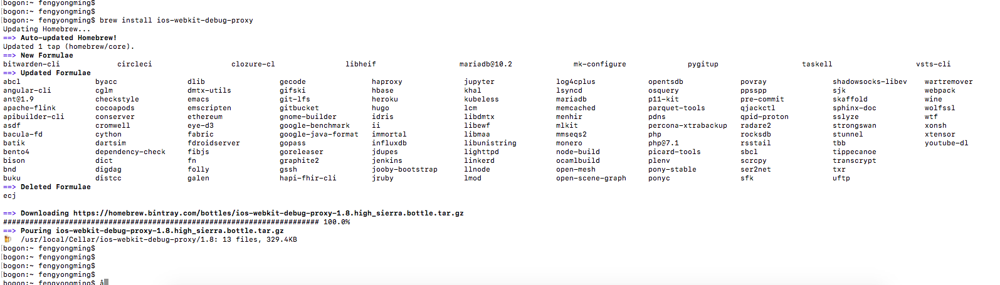 [bogon:~ fengyongming$
[bogon:~ fengyongming$
[bogon:~ fengyongming$ brew install ios-webkit-debug-proxy
Updating Homebrew...
==> Auto-updated Homebrew!
Updated 1 tap (homebrew/core).
==> New Formulae
bitwarden-cli circleci clozure-cl libheif mariadb@10.2 mk-configure pygitup taskell vsts-cli
==> Updated Formulae
abcl byacc dlib gecode haproxy jupyter log4cplus opentsdb povray shadowsocks-libev wartremover
angular-cli cglm dmtx-utils gifski hbase khal lsyncd osquery ppsspp sjk webpack
ant@1.9 checkstyle emacs git-lfs heroku kubeless mariadb p11-kit pre-commit skaffold wine
apache-flink cocoapods emscripten gitbucket hugo lcm memcached parquet-tools qjackctl sphinx-doc wolfssl
apibuilder-cli conserver ethereum gnome-builder idris libdmtx menhir pdns qpid-proton sslyze wtf
asdf cromwell eye-d3 google-benchmark ii libewf mlkit percona-xtrabackup radare2 strongswan xonsh
bacula-fd cython fabric google-java-format immortal libmaa mmseqs2 php rocksdb stunnel xtensor
batik dartsim fdroidserver gopass influxdb libunistring monero php@7.1 rsstail tbb youtube-dl
bento4 dependency-check fibjs goreleaser jdupes lighttpd node-build picard-tools sbcl tippecanoe
bison dict fn graphite2 jenkins linkerd ocamlbuild plenv scrcpy transcrypt
bnd digdag folly gssh jooby-bootstrap llnode open-mesh pony-stable ser2net txr
buku distcc galen hapi-fhir-cli jruby lmod open-scene-graph ponyc sfk uftp
==> Deleted Formulae
ecj
==> Downloading https://homebrew.bintray.com/bottles/ios-webkit-debug-proxy-1.8.high_sierra.bottle.tar.gz
######################################################################## 100.0%
==> Pouring ios-webkit-debug-proxy-1.8.high_sierra.bottle.tar.gz
🍺 /usr/local/Cellar/ios-webkit-debug-proxy/1.8: 13 files, 329.4KB
[bogon:~ fengyongming$
[bogon:~ fengyongming$
[bogon:~ fengyongming$
[bogon:~ fengyongming$
bogon:~ fengyongming$ å